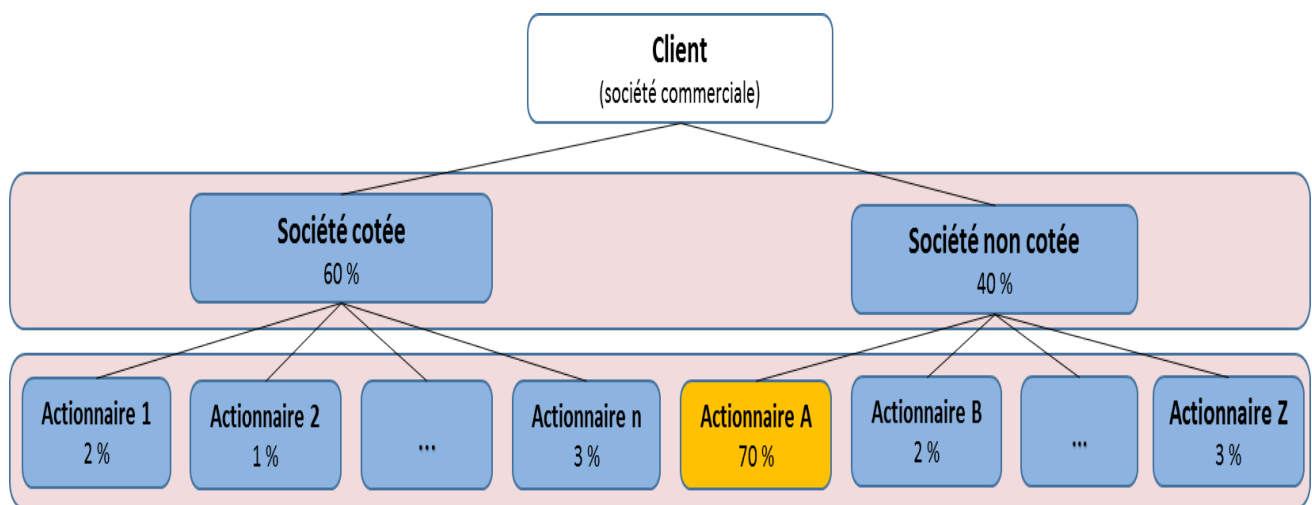 Client
(société commerciale)
Société cotée
60 %
Société non cotée
40 %
Actionnaire 1
2 %
Actionnaire 2
1 %
...
Actionnaire n
3 %
Actionnaire A
70 %
Actionnaire B
2 %
...
Actionnaire Z
3 %